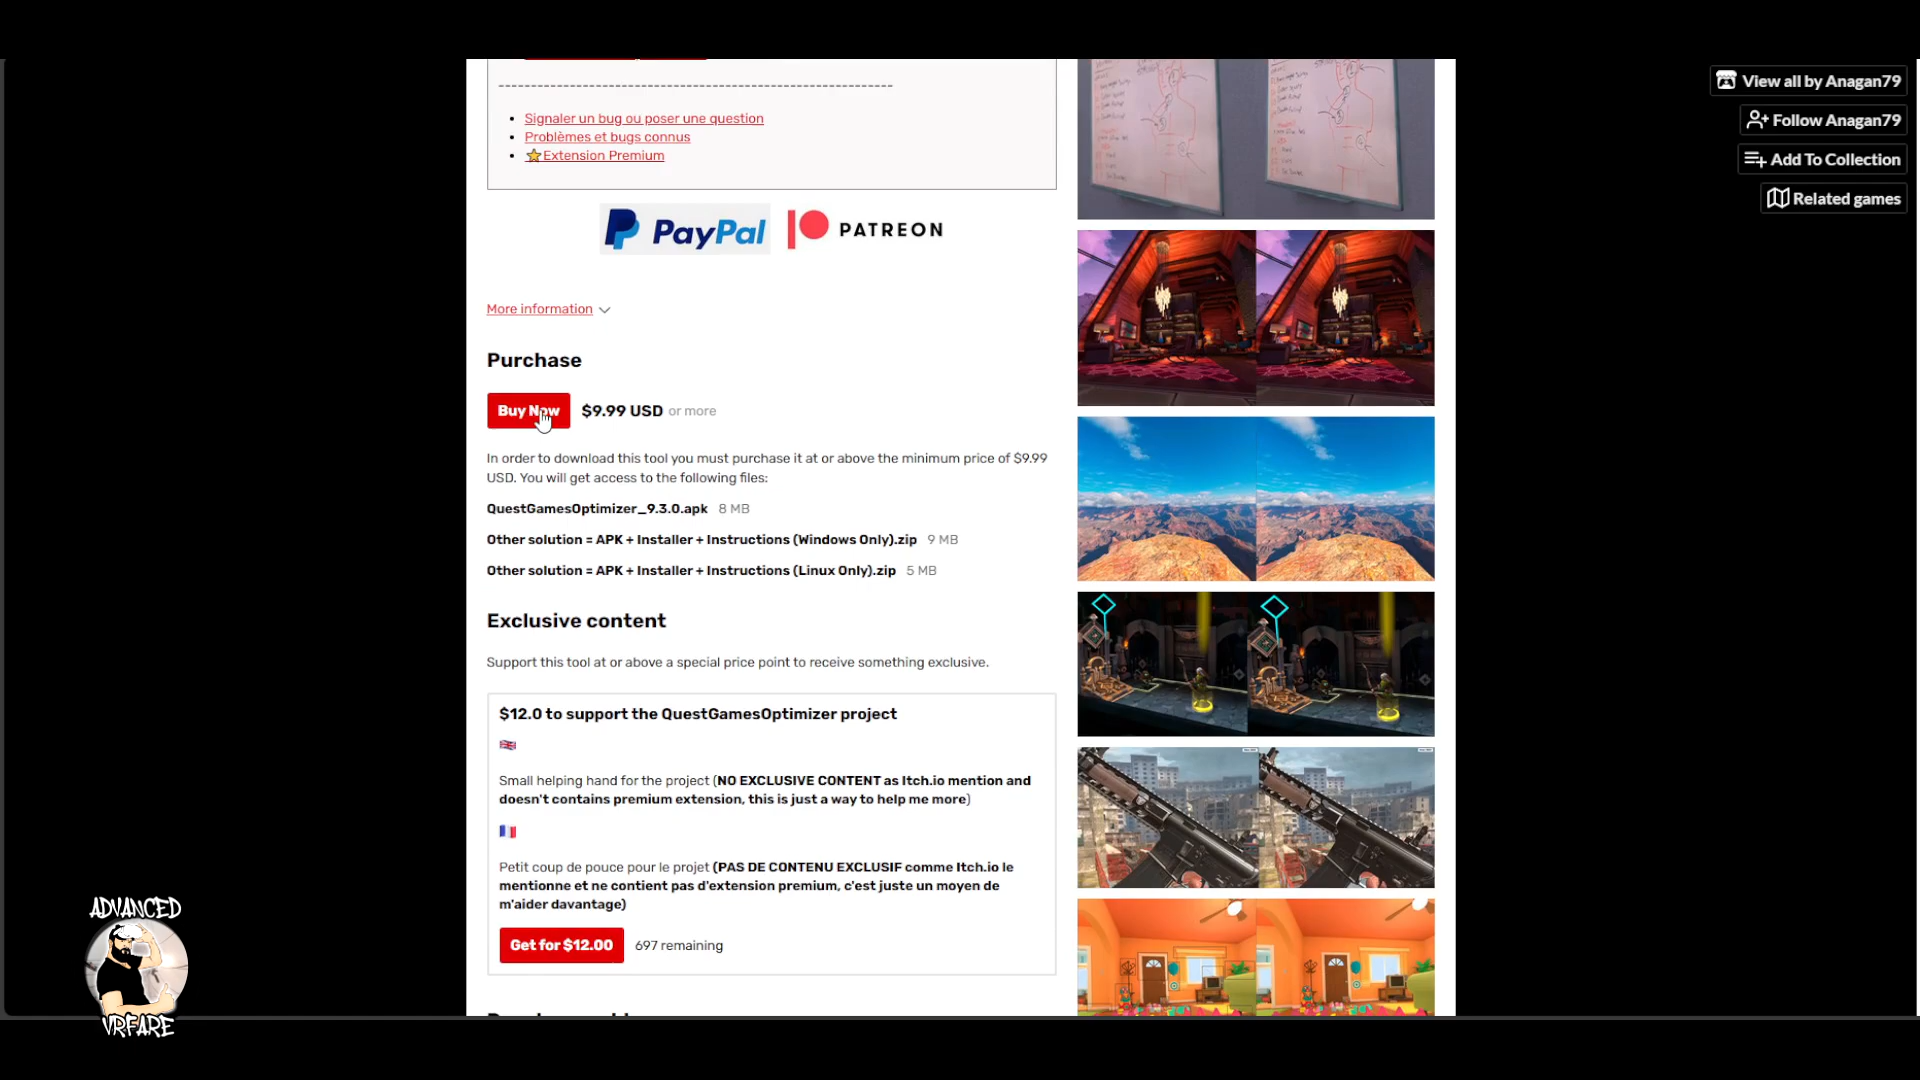 View all by Anagan79
Follow Anagan79
Add To Collection
Related games
-----------------------------------------------------------
• Signaler un bug ou poser une question
• Problèmes et bugs connus
• ⭐Extension Premium
PayPal PATREON
More information
Purchase
Buy Now $9.99 USD or more
In order to download this tool you must purchase it at or above the minimum price of $9.99
USD. You will get access to the following files:
QuestGamesOptimizer_9.3.0.apk 8 MB
Other solution = APK + Installer + Instructions (Windows Only).zip 9 MB
Other solution = APK + Installer + Instructions (Linux Only).zip 5 MB
Exclusive content
Support this tool at or above a special price point to receive something exclusive.
$12.0 to support the QuestGamesOptimizer project
🇬🇧
Small helping hand for the project (NO EXCLUSIVE CONTENT as Itch.io mention and
doesn't contains premium extension, this is just a way to help me more)
🇫🇷
Petit coup de pouce pour le projet (PAS DE CONTENU EXCLUSIF comme Itch.io le
mentionne et ne contient pas d'extension premium, c'est juste un moyen de
m'aider davantage)
Get for $12.00 697 remaining
ADVANCED
VRFARE